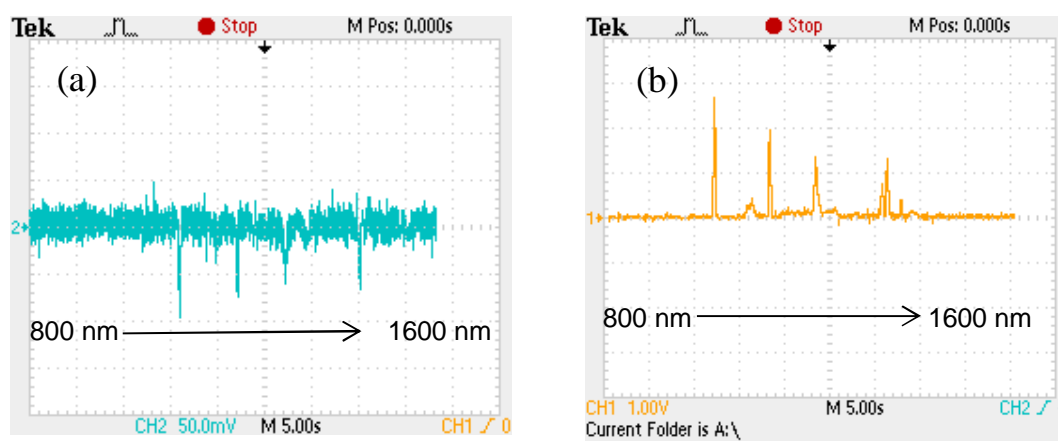 Tek Stop M Pos: 0.000s
(a)
2
800 nm 1600 nm
CH2 50.0mV M 5.00s CH1 0
Tek Stop M Pos: 0.000s
(b)
1
800 nm 1600 nm
CH1 1.00V M 5.00s CH2
Current Folder is A:\